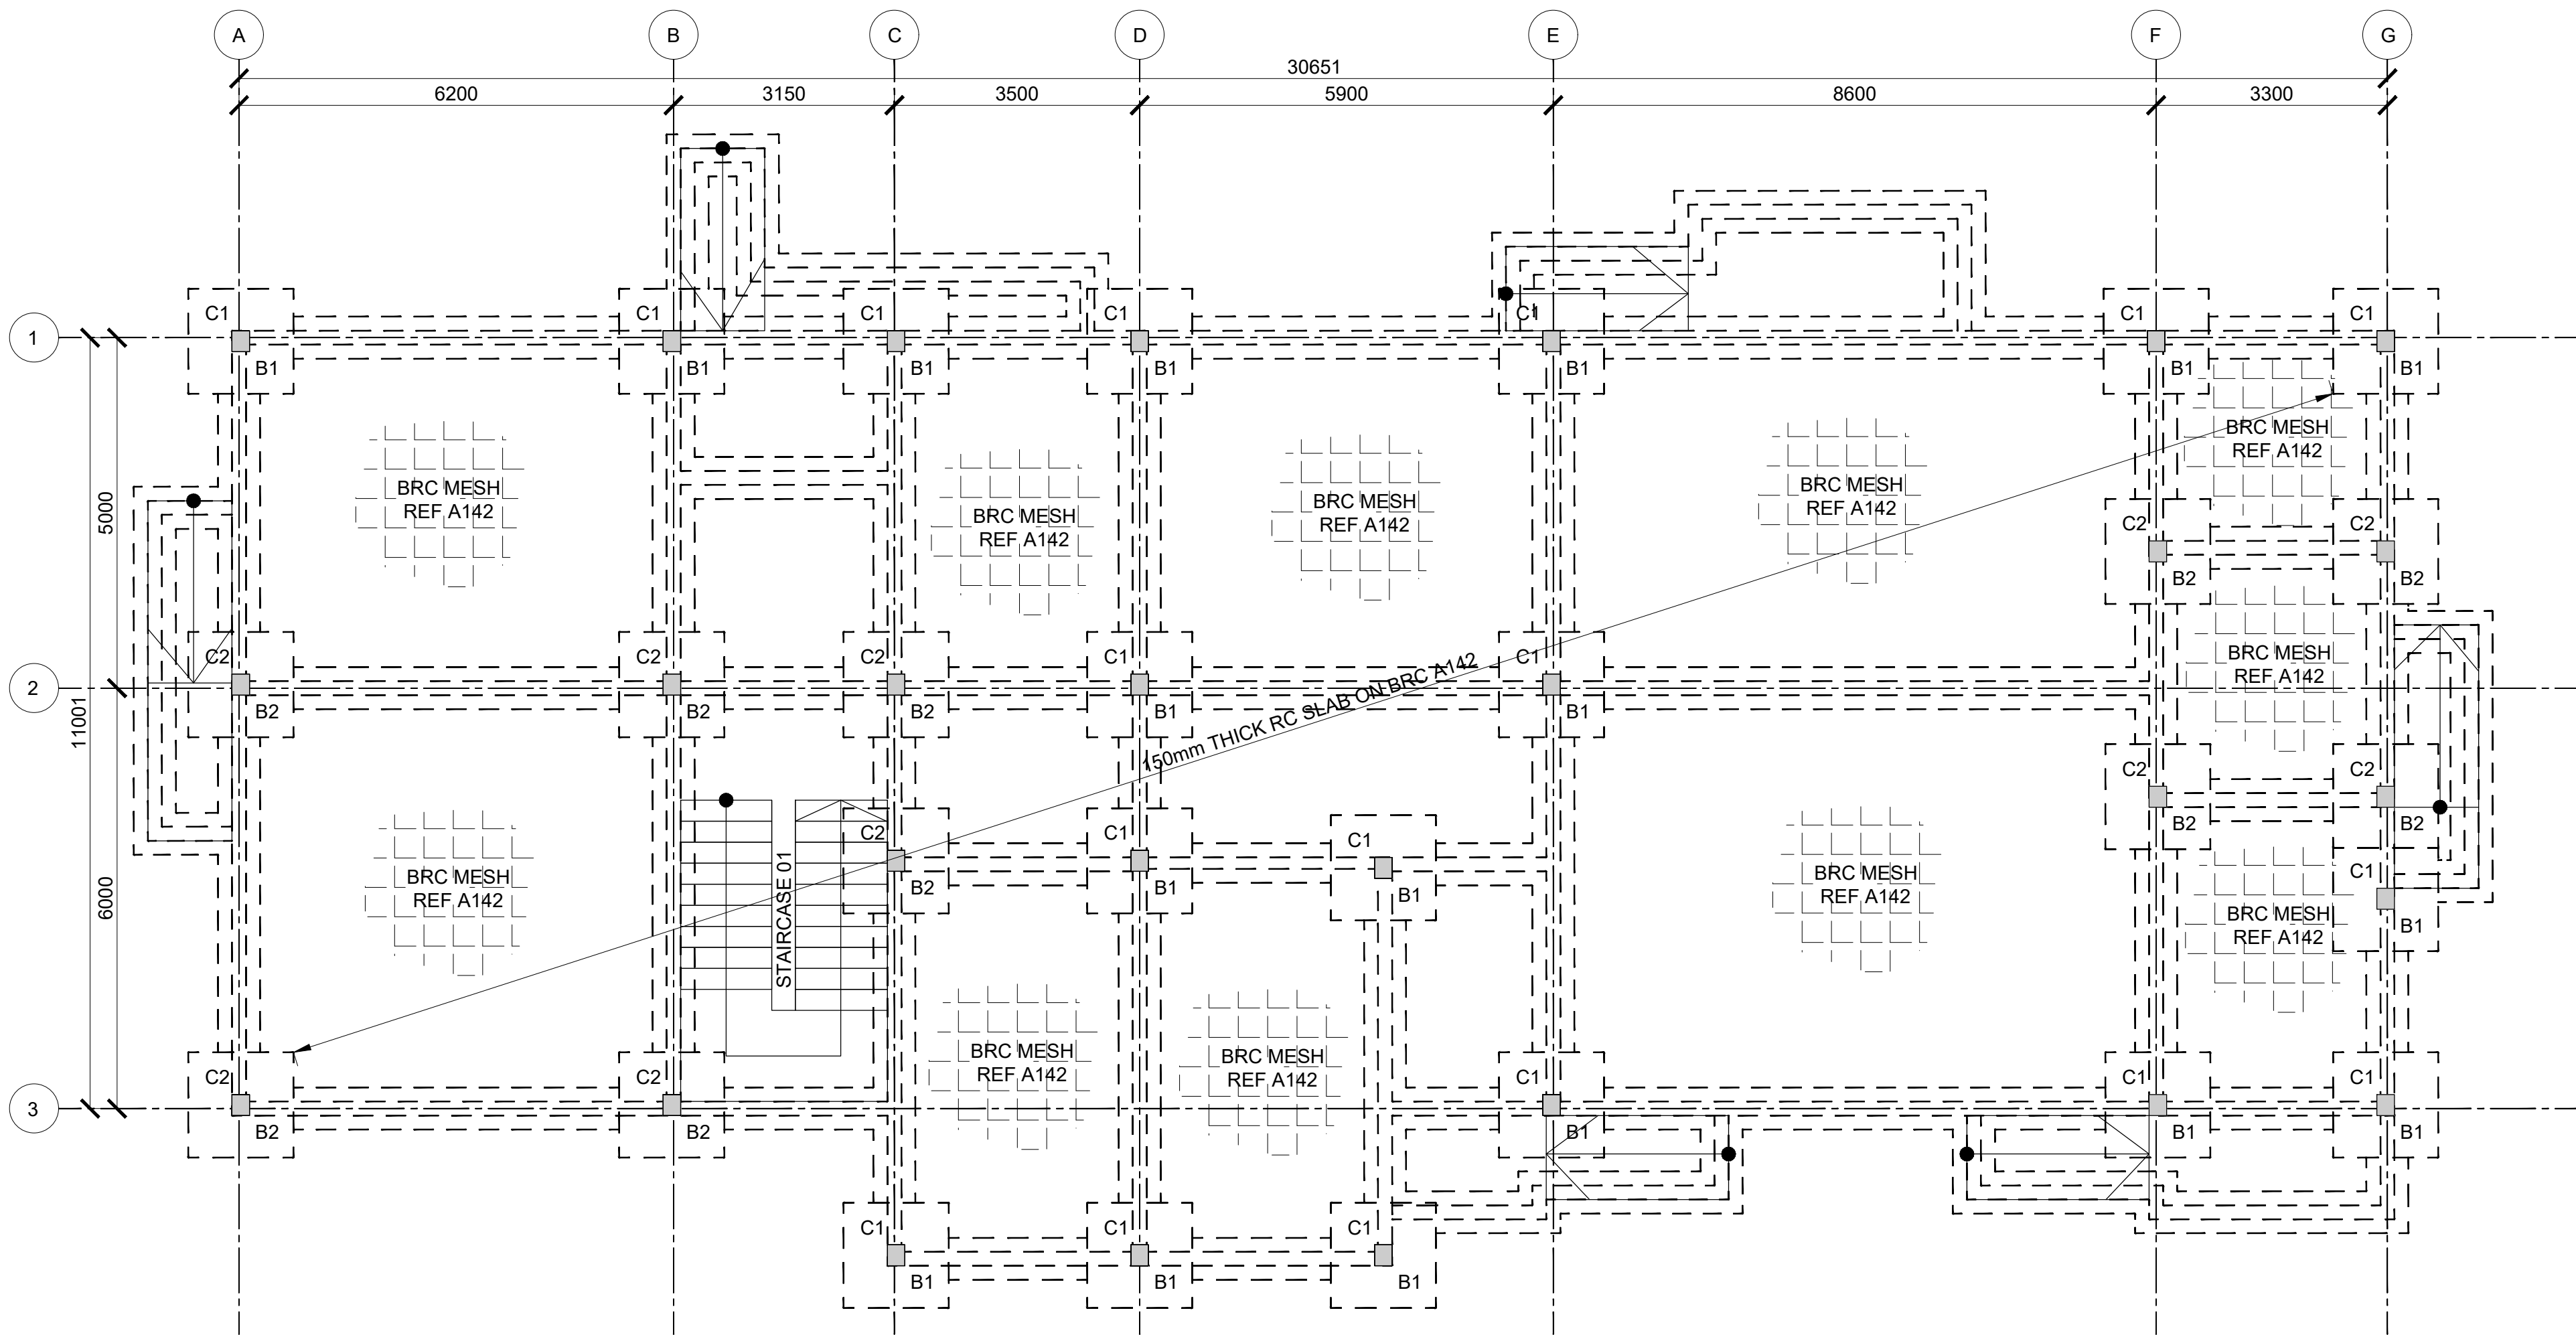 A B C D E F G
30651
6200 3150 3500 5900 8600 3300
C1 C1 C1 C1 C1 C1 C1
1
B1 B1 B1 B1 B1 B1 B1
BRC MESH
REF A142
BRC MESH
REF A142
BRC MESH
REF A142
BRC MESH
REF A142
BRC MESH
REF A142
5000
C2 C2
B2 B2
C2 C2 C2 C1 C1
2
B2 B2 B2 B1 B1
BRC MESH
REF A142
11001
150mm THICK RC SLAB ON BRC A142
C2 C2
B2 B2
C2 C1 C1 C1
B2 B1 B1 B1
6000
BRC MESH
REF A142
STAIRCASE 01
BRC MESH
REF A142
BRC MESH
REF A142
BRC MESH
REF A142
BRC MESH
REF A142
C2 C2 C1 C1 C1
3
B2 B2 B1 B1 B1
C1 C1 C1
B1 B1 B1